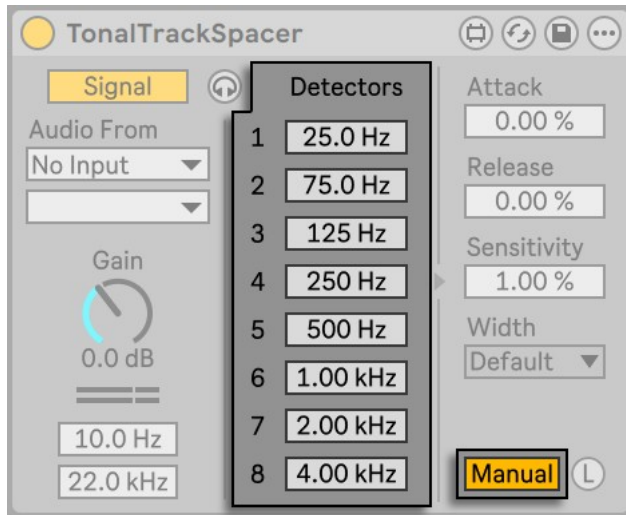 TonalTrackSpacer
Signal
Audio From
No Input
Gain
0.0 dB
10.0 Hz
22.0 kHz
Detectors
1 25.0 Hz
2 75.0 Hz
3 125 Hz
4 250 Hz
5 500 Hz
6 1.00 kHz
7 2.00 kHz
8 4.00 kHz
Attack
0.00 %
Release
0.00 %
Sensitivity
1.00 %
Width
Default
Manual L